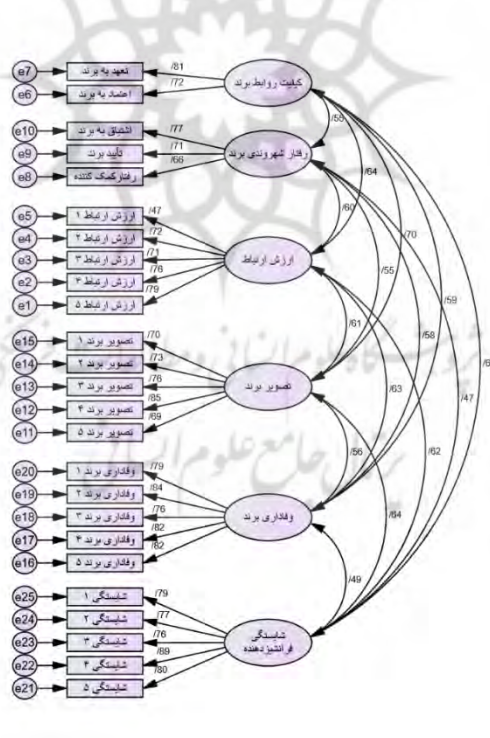 e7 تعهد به برند /81
کیفیت روابط برند
e6 اعتماد به برند /72
e10 اشتیاق به برند /77
رفتار شهروندی برند
e9 تأیید برند /71
e8 رفتار کمک کننده /66
e5 ارزش ارتباط ۱ /47
e4 ارزش ارتباط ۲ /72
e3 ارزش ارتباط ۳ /71
ارزش ارتباط
e2 ارزش ارتباط ۴ /76
e1 ارزش ارتباط ۵ /79
e15 تصویر برند ۱ /70
e14 تصویر برند ۲ /73
e13 تصویر برند ۳ /76
تصویر برند
e12 تصویر برند ۴ /85
e11 تصویر برند ۵ /69
e20 وفاداری برند ۱ /79
e19 وفاداری برند ۲ /84
e18 وفاداری برند ۳ /76
وفاداری برند
e17 وفاداری برند ۴ /82
e16 وفاداری برند ۵ /82
e25 شایستگی ۱ /79
e24 شایستگی ۲ /77
e23 شایستگی ۳ /76
شایستگی
فرانشیزدهنده
e22 شایستگی ۴ /89
e21 شایستگی ۵ /80
/64
/60
/70
/55
/59
/61
/58
/47
/63
/62
/56
/64
/49
پرتال جامع علوم انسانی